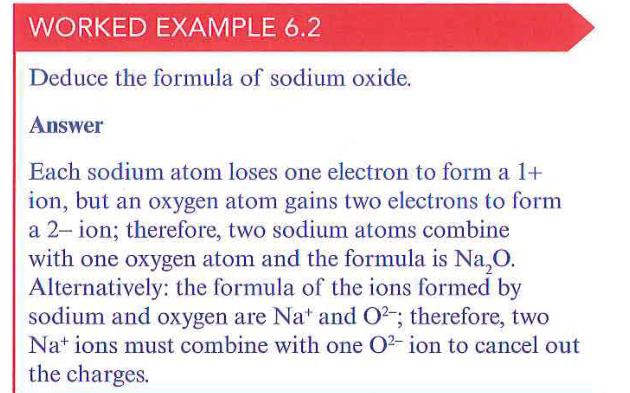 WORKED EXAMPLE 6.2
Deduce the formula of sodium oxide.
Answer
Each sodium atom loses one electron to form a 1+
ion, but an oxygen atom gains two electrons to form
a 2– ion; therefore, two sodium atoms combine
with one oxygen atom and the formula is Na₂O.
Alternatively: the formula of the ions formed by
sodium and oxygen are Na⁺ and O²⁻; therefore, two
Na⁺ ions must combine with one O²⁻ ion to cancel out
the charges.